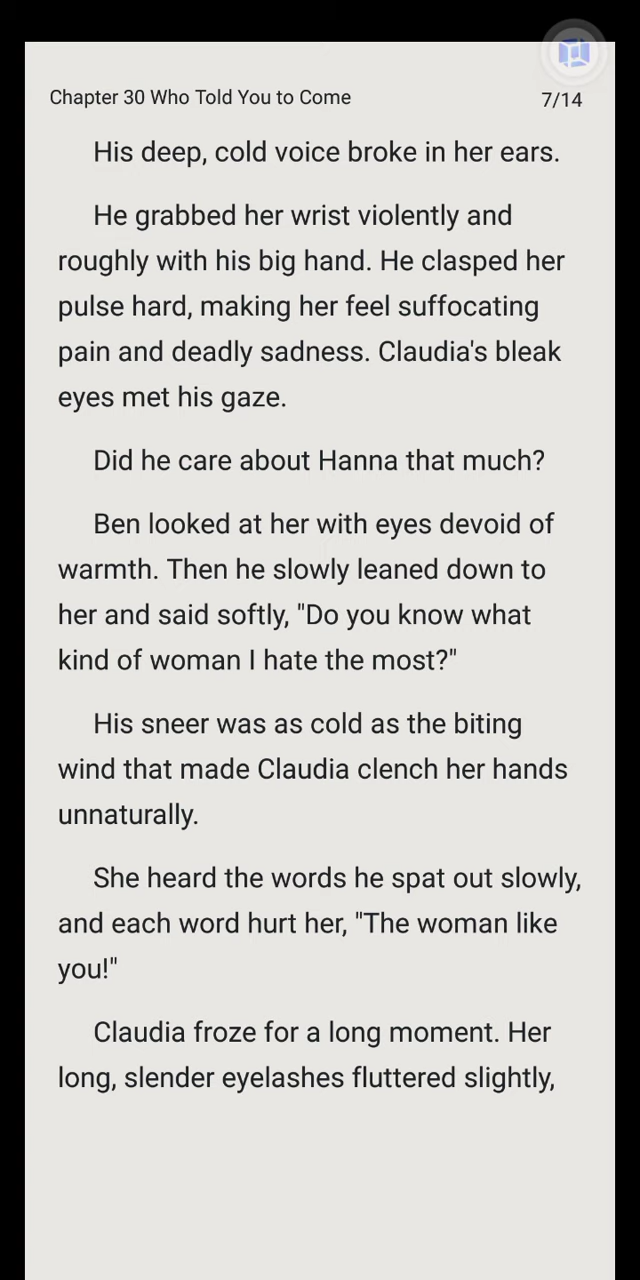 Chapter 30 Who Told You to Come
7/14
His deep, cold voice broke in her ears.
He grabbed her wrist violently and
roughly with his big hand. He clasped her
pulse hard, making her feel suffocating
pain and deadly sadness. Claudia's bleak
eyes met his gaze.
Did he care about Hanna that much?
Ben looked at her with eyes devoid of
warmth. Then he slowly leaned down to
her and said softly, "Do you know what
kind of woman I hate the most?"
His sneer was as cold as the biting
wind that made Claudia clench her hands
unnaturally.
She heard the words he spat out slowly,
and each word hurt her, "The woman like
you!"
Claudia froze for a long moment. Her
long, slender eyelashes fluttered slightly,